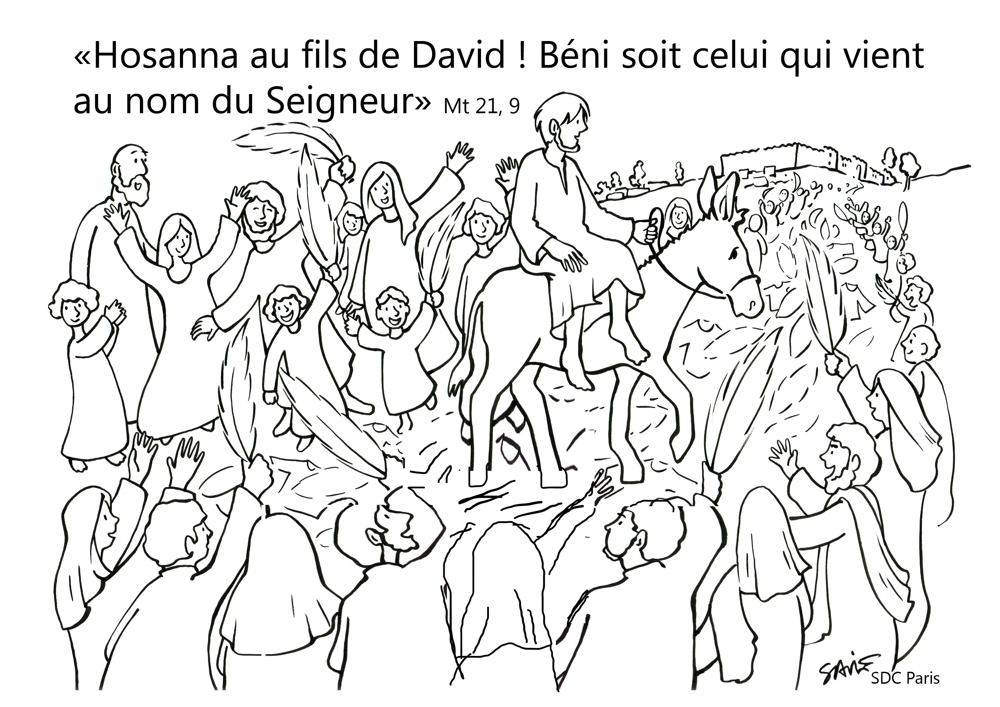 «Hosanna au fils de David ! Béni soit celui qui vient
au nom du Seigneur» Mt 21, 9
SDC Paris